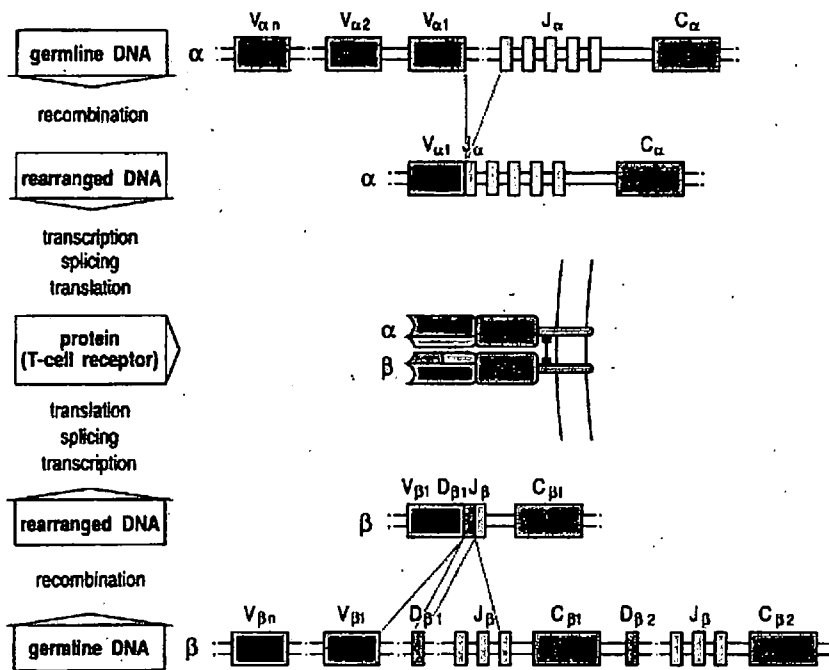 Vαn Vα2 Vα1 Jα Cα
germline DNA α
recombination
Vα1 Jα Cα
rearranged DNA α
transcription
splicing
translation
protein
(T-cell receptor)
α
β
translation
splicing
transcription
Vβ1 Dβ1 Jβ Cβ1
rearranged DNA β
recombination
Vβn Vβ1 Dβ1 Jβ Cβ1 Dβ2 Jβ Cβ2
germline DNA β